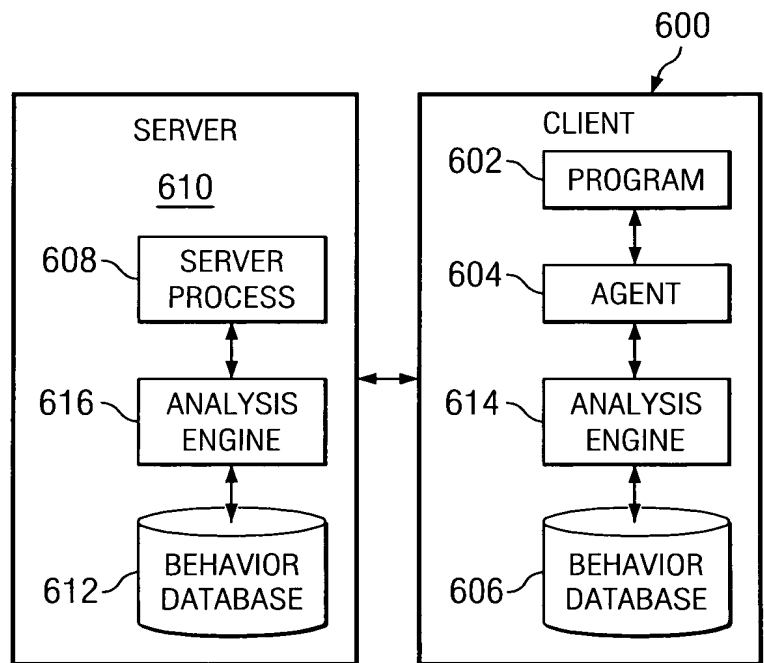 600
SERVER
610
608
SERVER
PROCESS
616
ANALYSIS
ENGINE
612
BEHAVIOR
DATABASE
CLIENT
602
PROGRAM
604
AGENT
614
ANALYSIS
ENGINE
606
BEHAVIOR
DATABASE